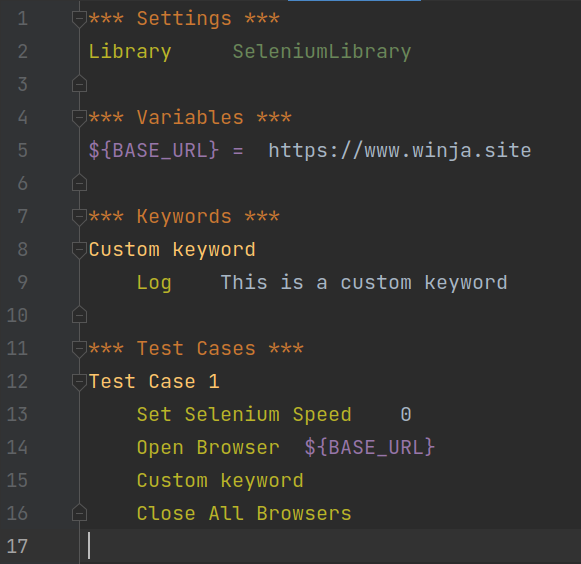 1 *** Settings ***
2 Library     SeleniumLibrary
3
4 *** Variables ***
5 ${BASE_URL} =  https://www.winja.site
6
7 *** Keywords ***
8 Custom keyword
9     Log    This is a custom keyword
10
11 *** Test Cases ***
12 Test Case 1
13     Set Selenium Speed    0
14     Open Browser  ${BASE_URL}
15     Custom keyword
16     Close All Browsers
17